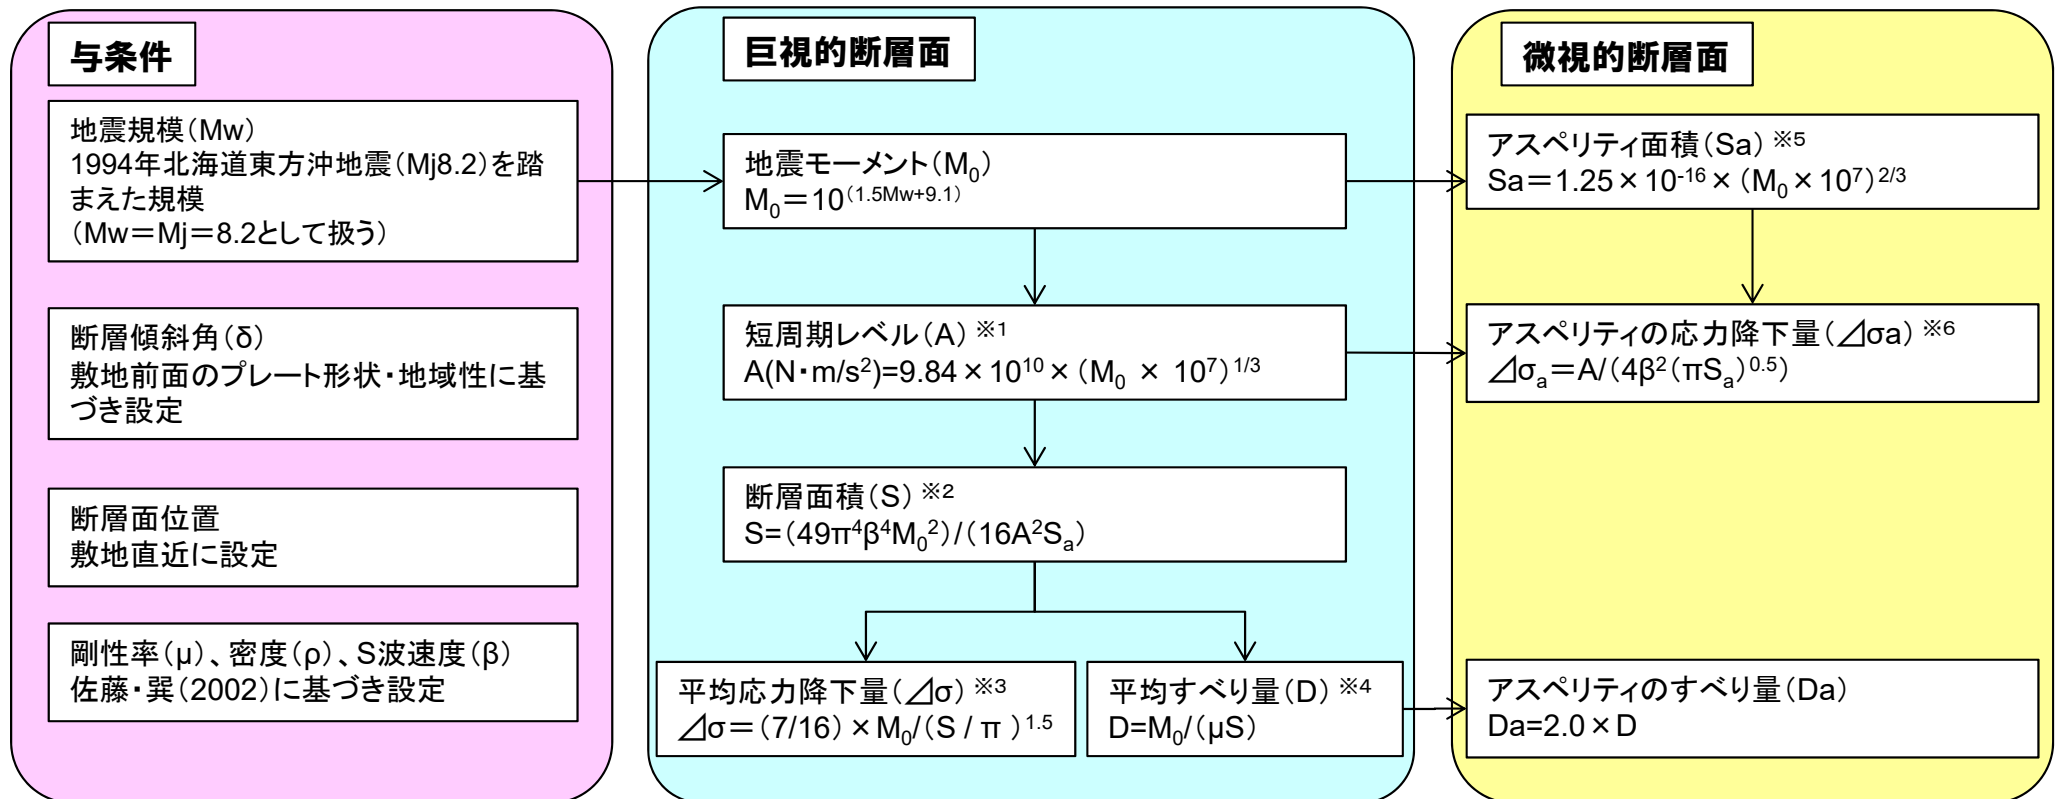 与条件
地震規模（Mw）
1994年北海道東方沖地震（Mj8.2）を踏
まえた規模
（Mw＝Mj＝8.2として扱う）
断層傾斜角（δ）
敷地前面のプレート形状・地域性に基
づき設定
断層面位置
敷地直近に設定
剛性率（μ）、密度（ρ）、S波速度（β）
佐藤・巽（2002）に基づき設定
巨視的断層面
地震モーメント（M₀）
M₀＝10⁽¹·⁵ᴹʷ⁺⁹·¹⁾
短周期レベル（A）※1
A(N・m/s²)=9.84×10¹⁰×（M₀ × 10⁷）¹ᐟ³
断層面積（S）※2
S=（49π⁴β⁴M₀²）/（16A²Sₐ）
平均応力降下量（⊿σ）※3
⊿σ＝（7/16）×M₀/（S / π ）¹·⁵
平均すべり量（D）※4
D=M₀/（μS）
微視的断層面
アスペリティ面積（Sa）※5
Sa＝1.25×10⁻¹⁶×（M₀×10⁷）²ᐟ³
アスペリティの応力降下量（⊿σa）※6
⊿σₐ＝A/（4β²（πSₐ）⁰·⁵）
アスペリティのすべり量（Da）
Da=2.0×D